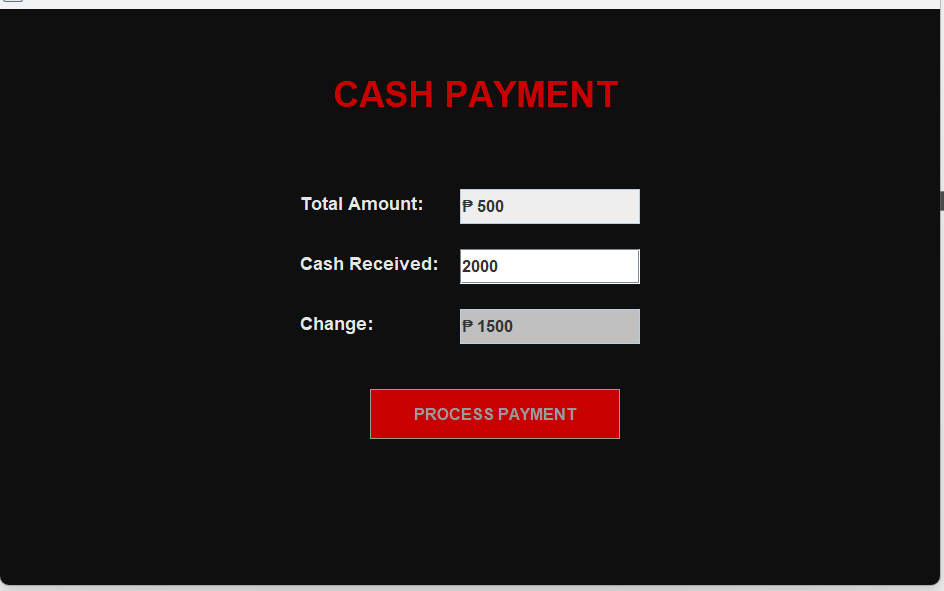 CASH PAYMENT
Total Amount: ₱ 500
Cash Received: 2000
Change: ₱ 1500
PROCESS PAYMENT